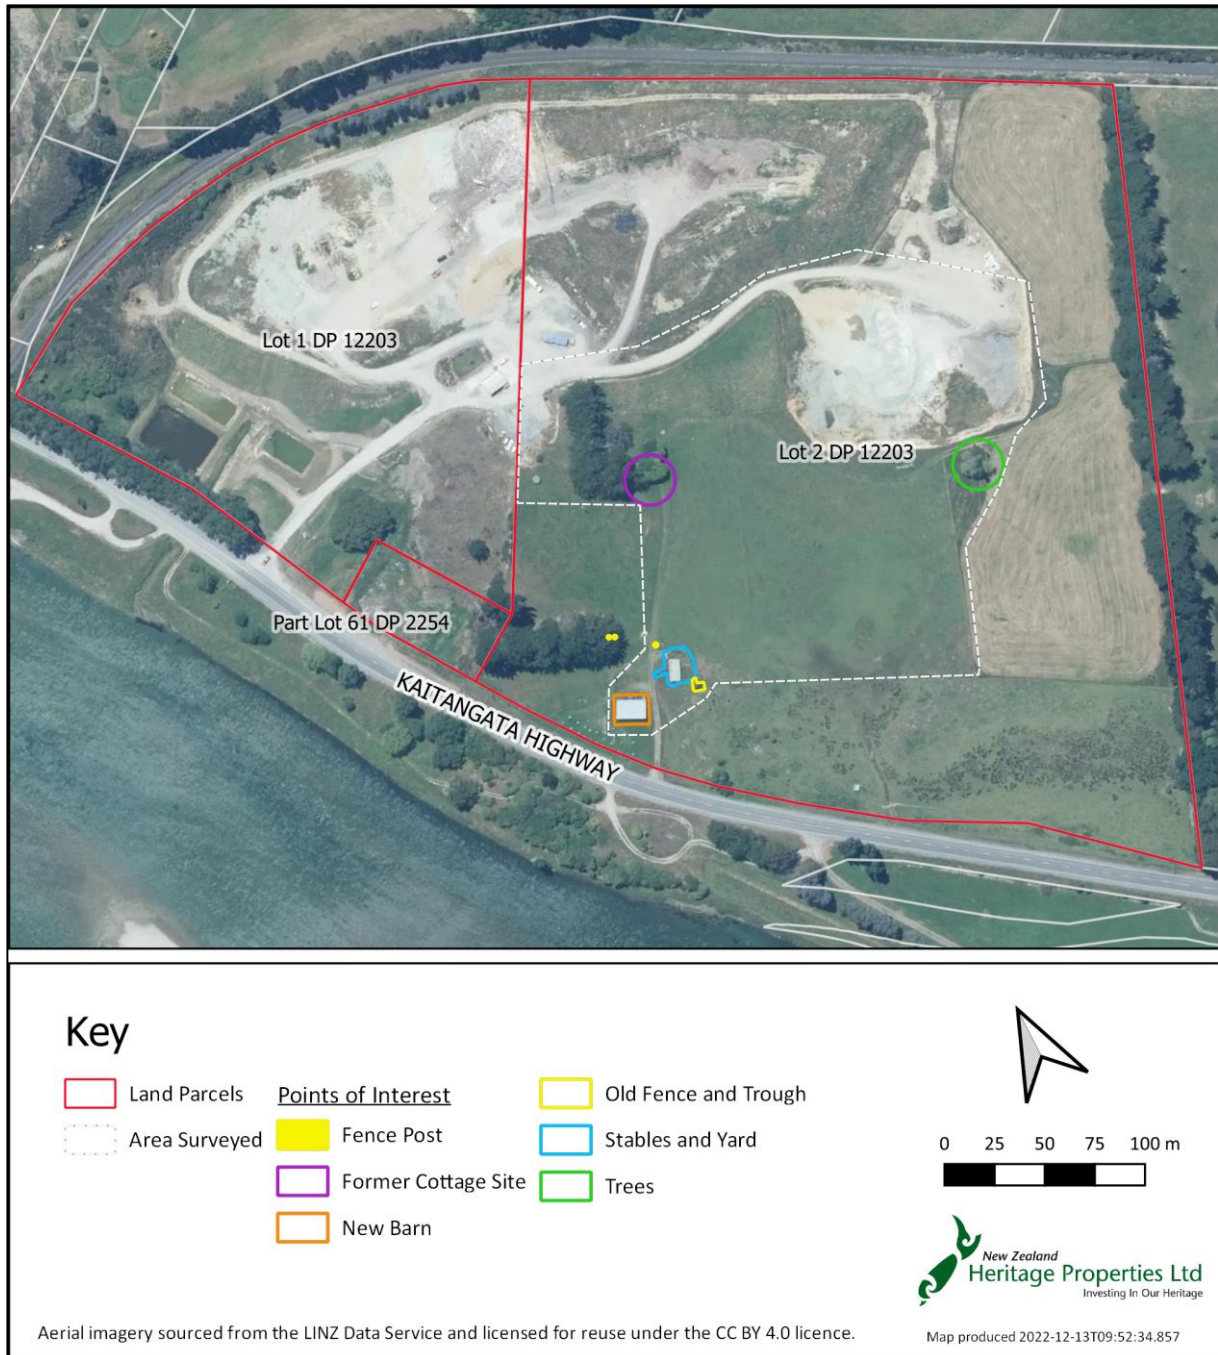 Lot 1 DP 12203
Lot 2 DP 12203
Part Lot 61 DP 2254
KAITANGATA HIGHWAY
Key
Land Parcels
Area Surveyed
Points of Interest
Fence Post
Former Cottage Site
New Barn
Old Fence and Trough
Stables and Yard
Trees
0 25 50 75 100 m
New Zealand
Heritage Properties Ltd
Investing In Our Heritage
Aerial imagery sourced from the LINZ Data Service and licensed for reuse under the CC BY 4.0 licence.
Map produced 2022-12-13T09:52:34.857